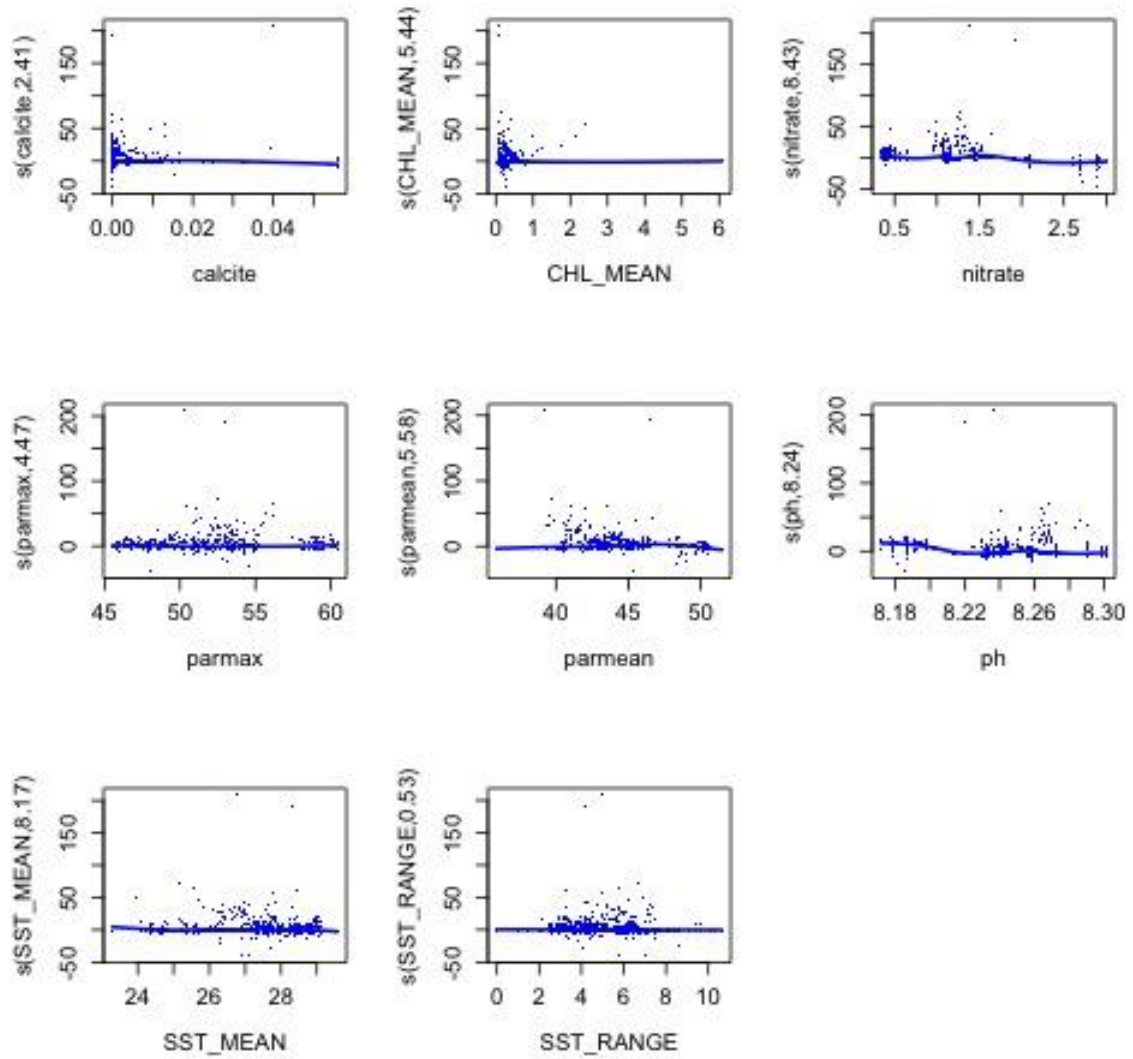 s(calcite,2.41)
150
50
-50
0.00 0.02 0.04
calcite
s(CHL_MEAN,5.44)
150
50
-50
0 1 2 3 4 5 6
CHL_MEAN
s(nitrate,8.43)
150
50
-50
0.5 1.5 2.5
nitrate
s(parmax,4.47)
200
100
0
45 50 55 60
parmax
s(parmean,5.58)
200
100
0
40 45 50
parmean
s(ph,8.24)
200
100
0
8.18 8.22 8.26 8.30
ph
s(SST_MEAN,8.17)
150
50
-50
24 26 28
SST_MEAN
s(SST_RANGE,0.53)
150
50
-50
0 2 4 6 8 10
SST_RANGE